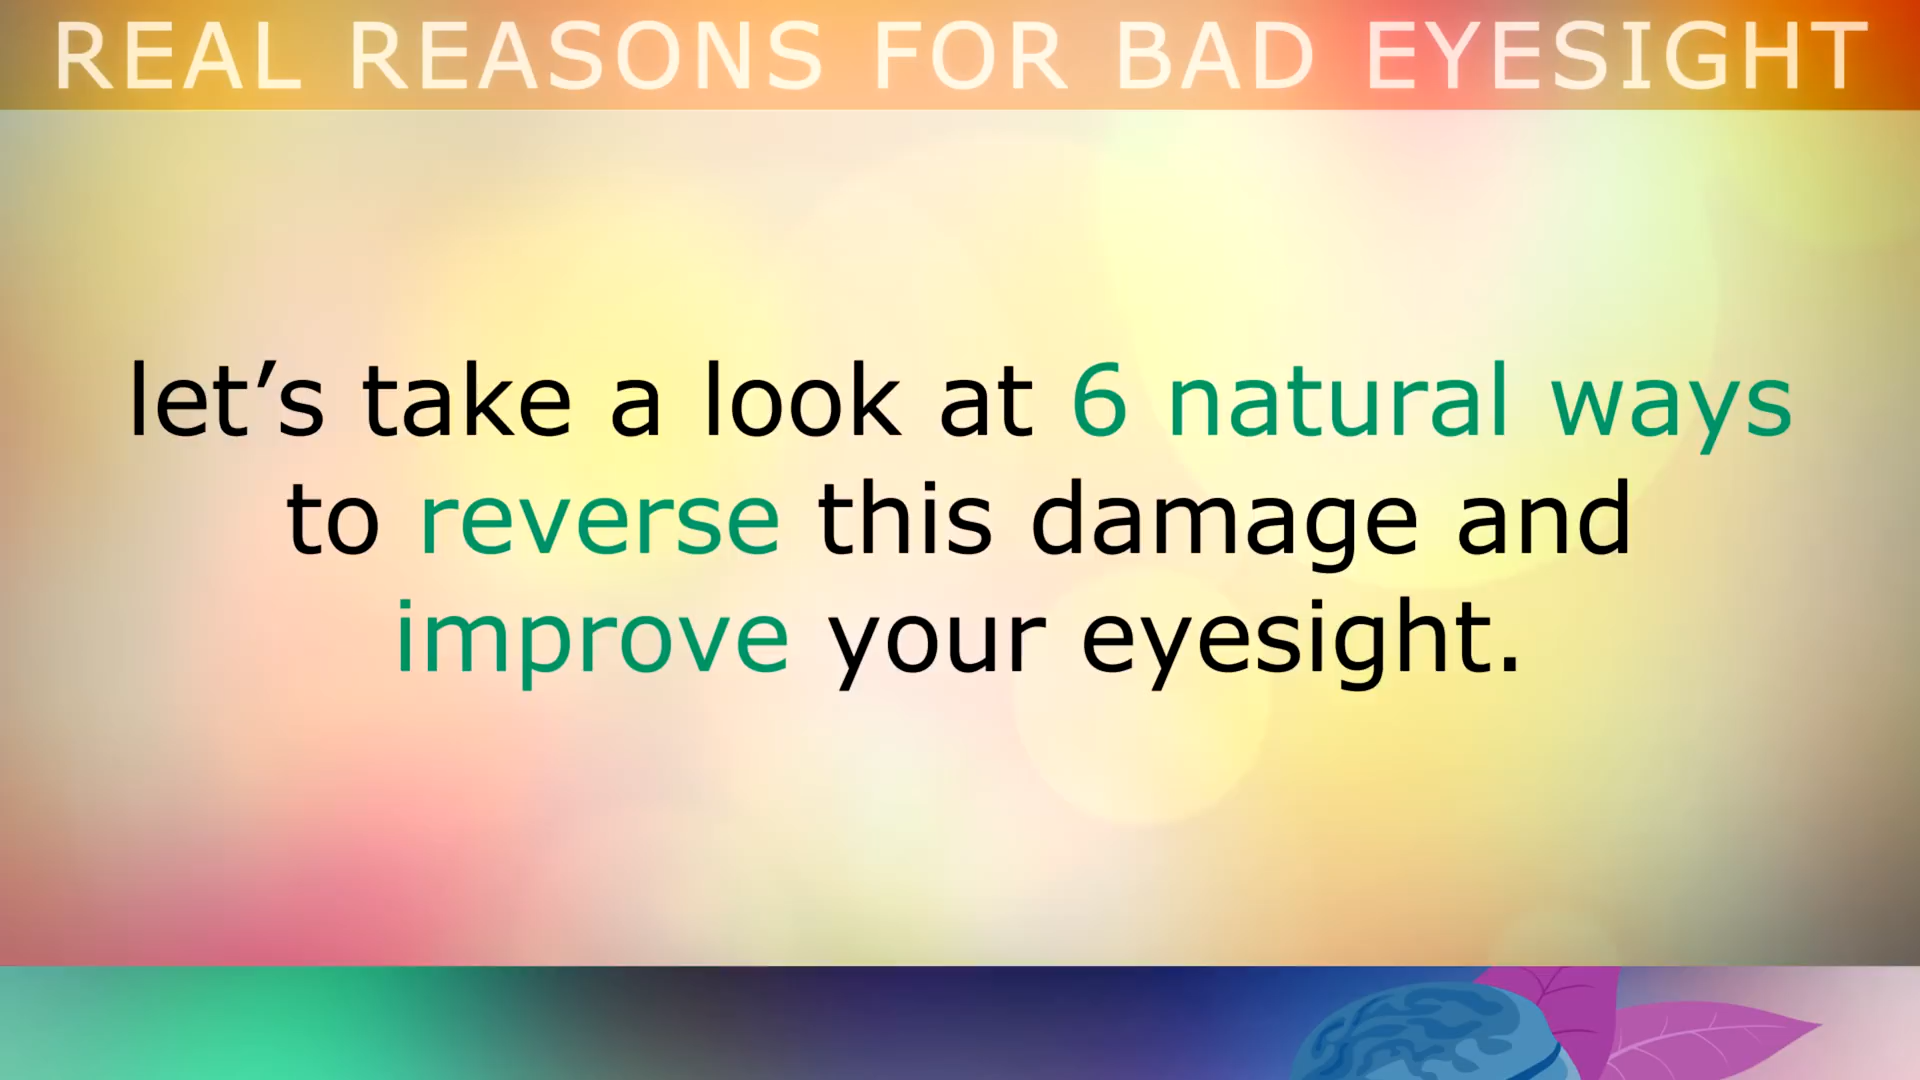 REAL REASONS FOR BAD EYESIGHT
let’s take a look at 6 natural ways
to reverse this damage and
improve your eyesight.